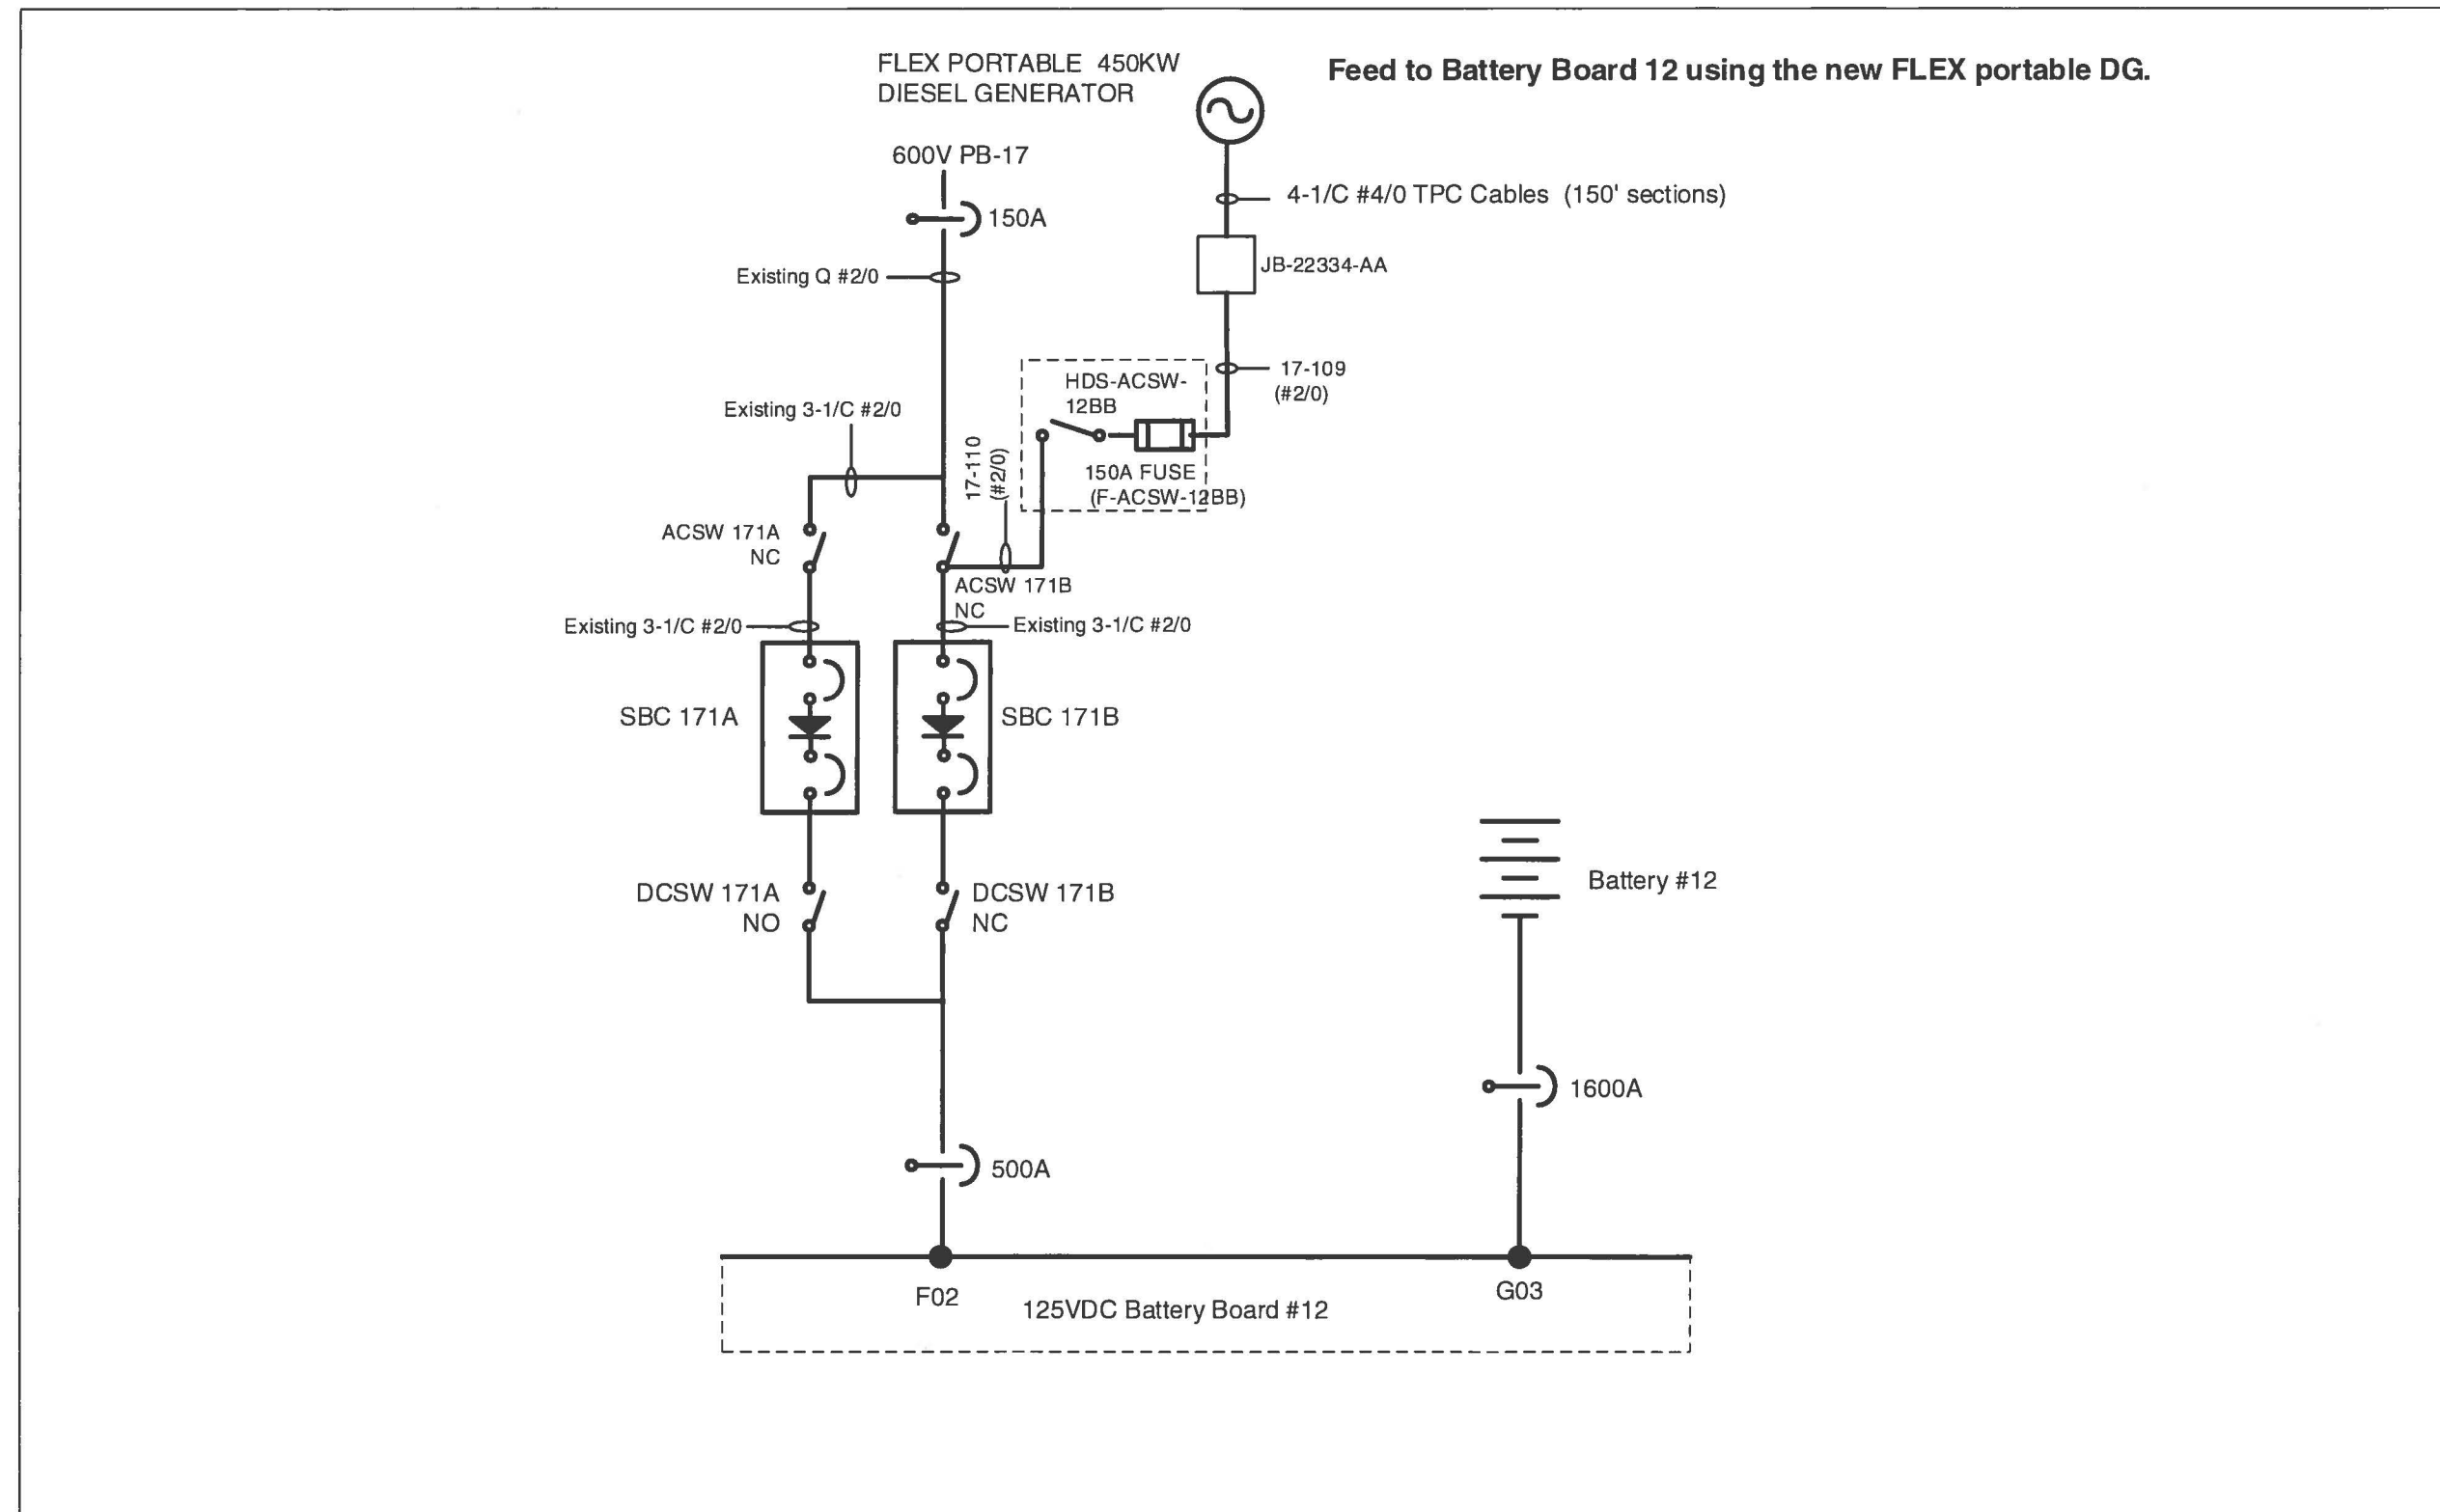 FLEX PORTABLE 450KW
DIESEL GENERATOR
Feed to Battery Board 12 using the new FLEX portable DG.
600V PB-17
4-1/C #4/0 TPC Cables (150' sections)
150A
JB-22334-AA
Existing Q #2/0
17-109
(#2/0)
HDS-ACSW-
12BB
Existing 3-1/C #2/0
17-110
(#2/0)
150A FUSE
(F-ACSW-12BB)
ACSW 171A
NC
ACSW 171B
NC
Existing 3-1/C #2/0
Existing 3-1/C #2/0
SBC 171A
SBC 171B
DCSW 171A
NO
DCSW 171B
NC
Battery #12
1600A
500A
F02
G03
125VDC Battery Board #12